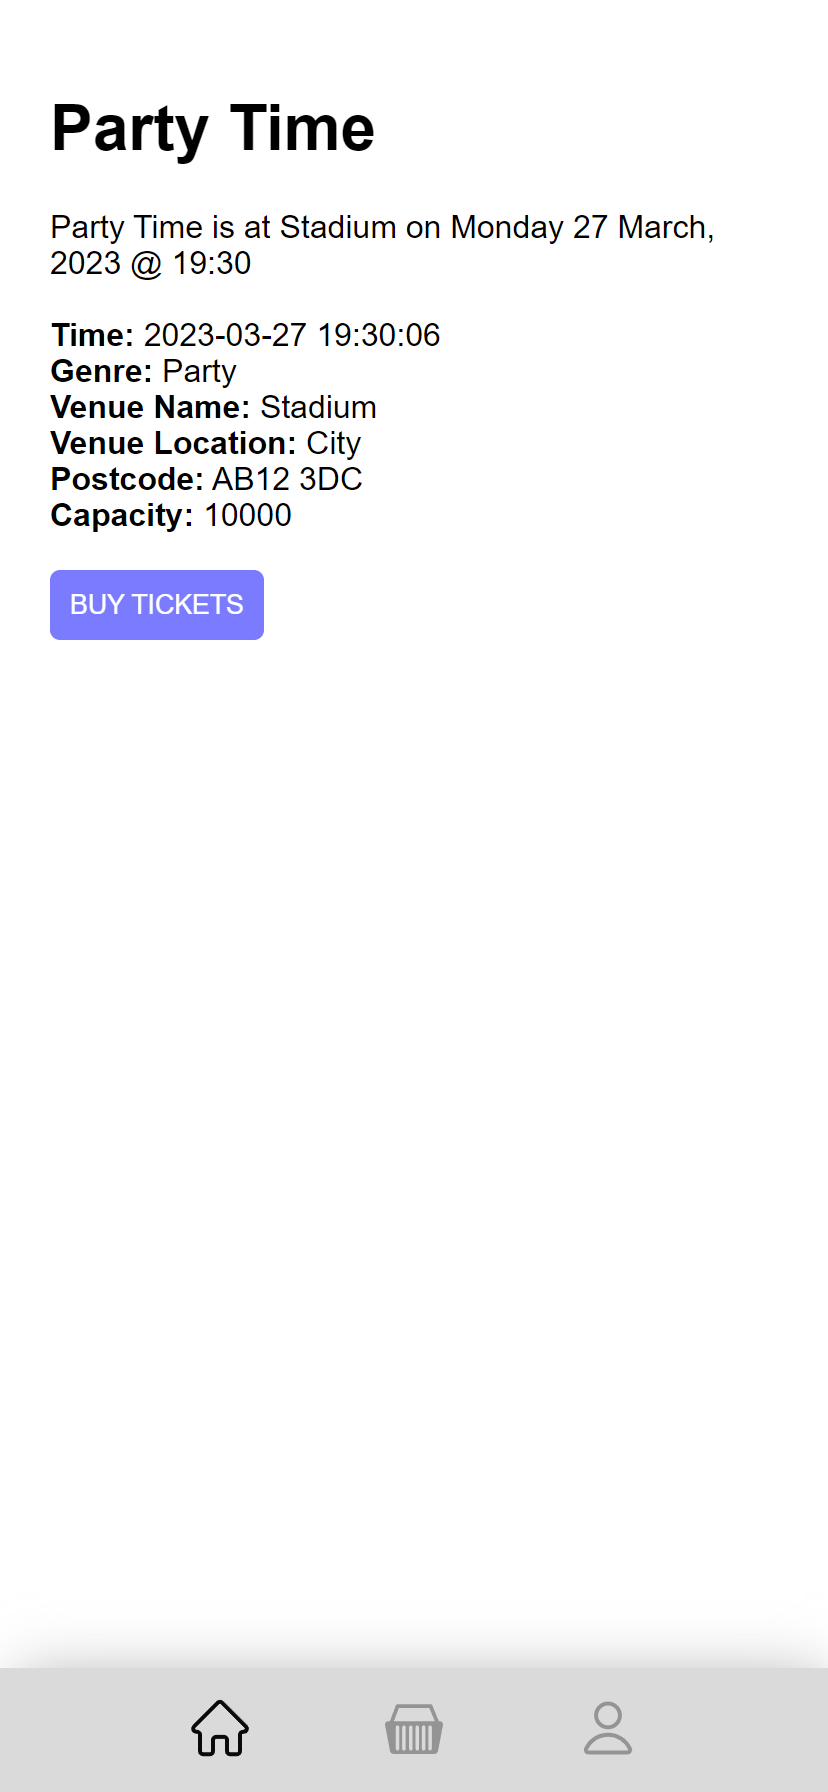 Party Time
Party Time is at Stadium on Monday 27 March,
2023 @ 19:30
Time: 2023-03-27 19:30:06
Genre: Party
Venue Name: Stadium
Venue Location: City
Postcode: AB12 3DC
Capacity: 10000
BUY TICKETS